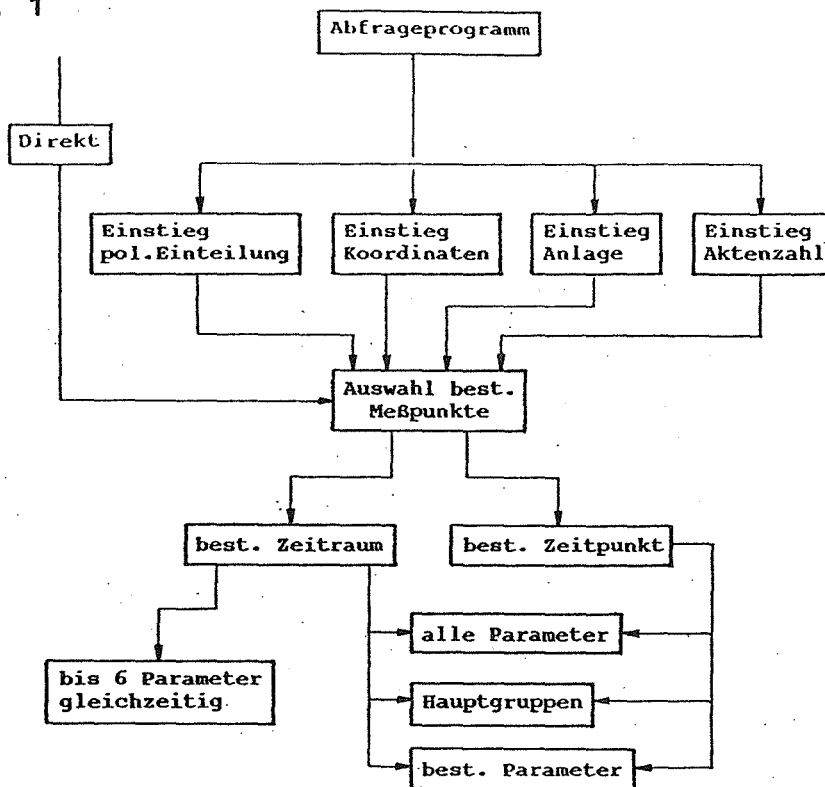 1
Abfrageprogramm
Direkt
Einstieg
pol.Einteilung
Einstieg
Koordinaten
Einstieg
Anlage
Einstieg
Aktenzahl
Auswahl best.
Meßpunkte
best. Zeitraum
best. Zeitpunkt
alle Parameter
bis 6 Parameter
gleichzeitig
Hauptgruppen
best. Parameter